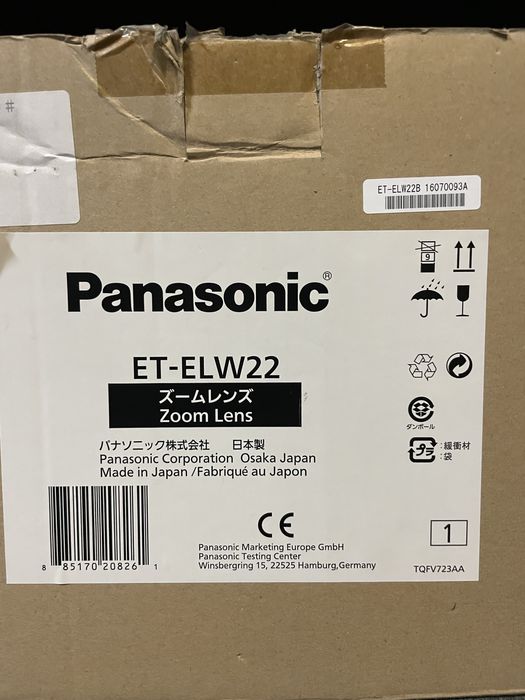 #
ET-ELW22B 16070093A
Panasonic®
9
ET-ELW22
ズームレンズ
Zoom Lens
パナソニック株式会社 日本製
Panasonic Corporation Osaka Japan
Made in Japan /Fabriqué au Japon
ダンボール
プラ
:緩衝材
:袋
8 85170 20826 1
CE
Panasonic Marketing Europe GmbH
Panasonic Testing Center
Winsbergring 15, 22525 Hamburg,Germany
1
TQFV723AA